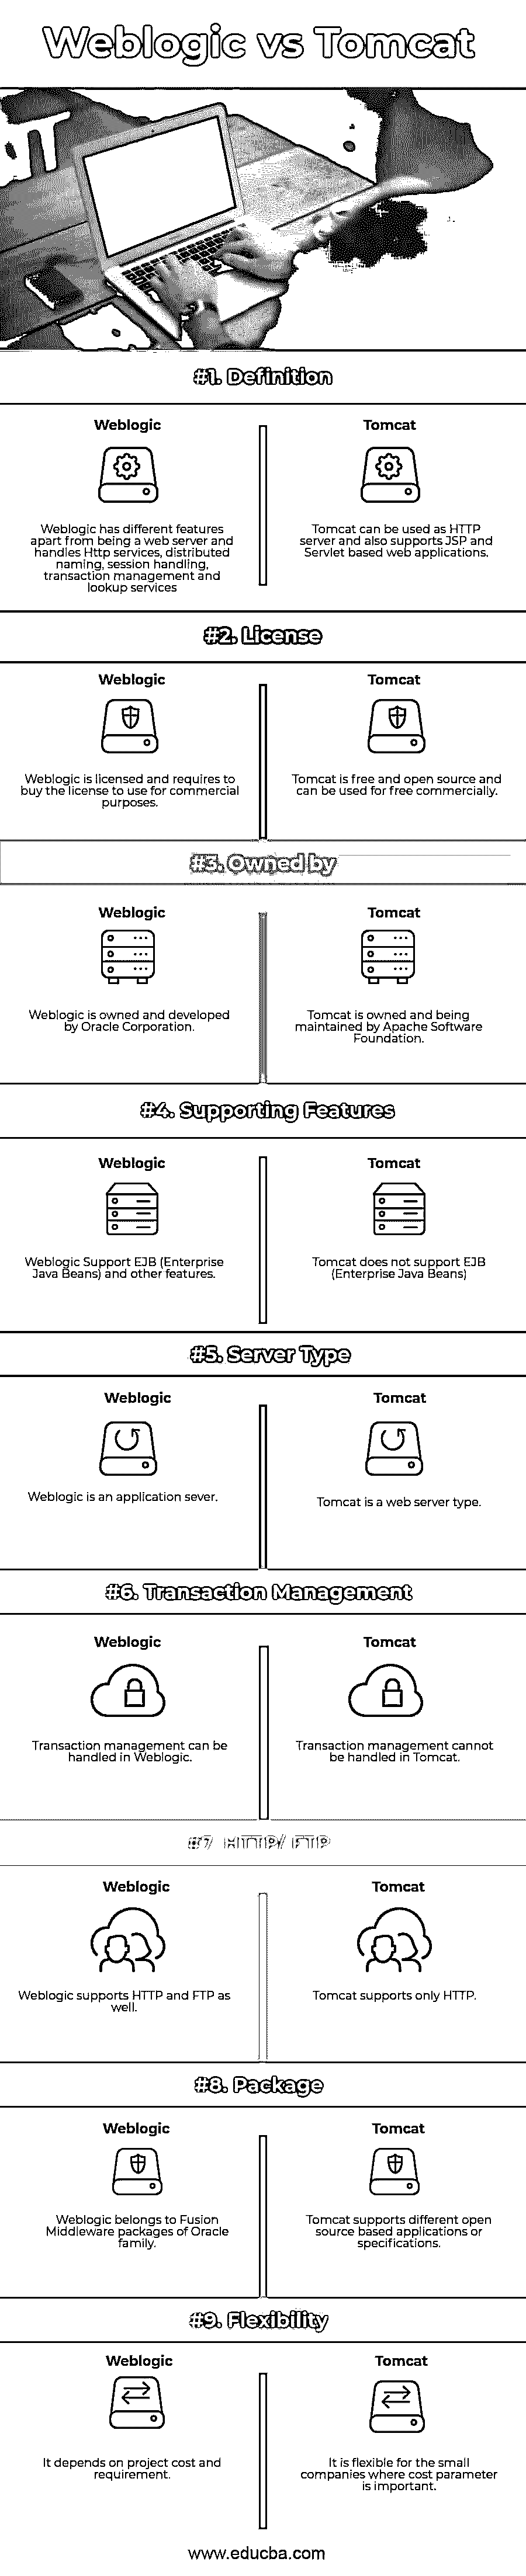 Weblogic vs Tomcat
#1. Definition
Weblogic
Weblogic has different features
apart from being a web server and
handles Http services, distributed
naming, session handling,
transaction management and
lookup services
Tomcat
Tomcat can be used as HTTP
server and also supports JSP and
Servlet based web applications.
#2. License
Weblogic
Weblogic is licensed and requires to
buy the license to use for commercial
purposes.
Tomcat
Tomcat is free and open source and
can be used for free commercially.
#3. Owned by
Weblogic
Weblogic is owned and developed
by Oracle Corporation.
Tomcat
Tomcat is owned and being
maintained by Apache Software
Foundation.
#4. Supporting Features
Weblogic
Weblogic Support EJB (Enterprise
Java Beans) and other features.
Tomcat
Tomcat does not support EJB
(Enterprise Java Beans)
#5. Server Type
Weblogic
Weblogic is an application sever.
Tomcat
Tomcat is a web server type.
#6. Transaction Management
Weblogic
Transaction management can be
handled in Weblogic.
Tomcat
Transaction management cannot
be handled in Tomcat.
#7 HTTP/ FTP
Weblogic
Weblogic supports HTTP and FTP as
well.
Tomcat
Tomcat supports only HTTP.
#8. Package
Weblogic
Weblogic belongs to Fusion
Middleware packages of Oracle
family.
Tomcat
Tomcat supports different open
source based applications or
specifications.
#9. Flexibility
Weblogic
It depends on project cost and
requirement.
Tomcat
It is flexible for the small
companies where cost parameter
is important.
www.educba.com